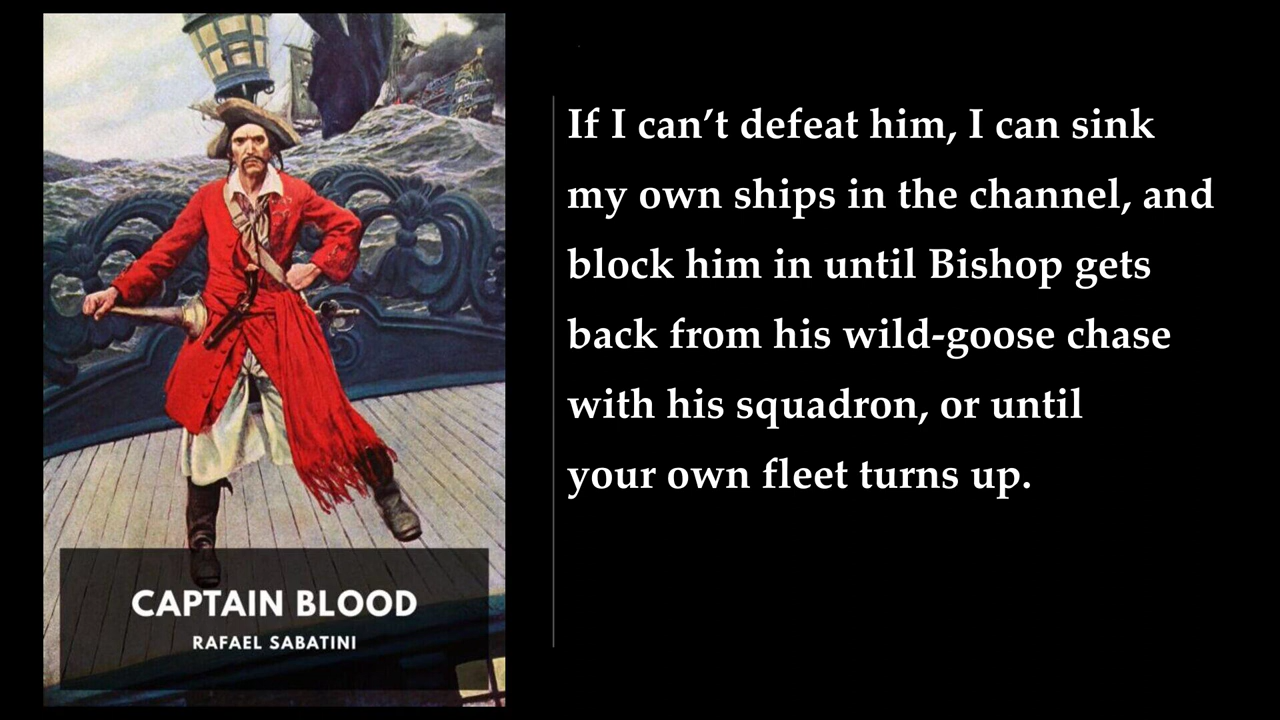 CAPTAIN BLOOD
RAFAEL SABATINI
If I can’t defeat him, I can sink
my own ships in the channel, and
block him in until Bishop gets
back from his wild-goose chase
with his squadron, or until
your own fleet turns up.